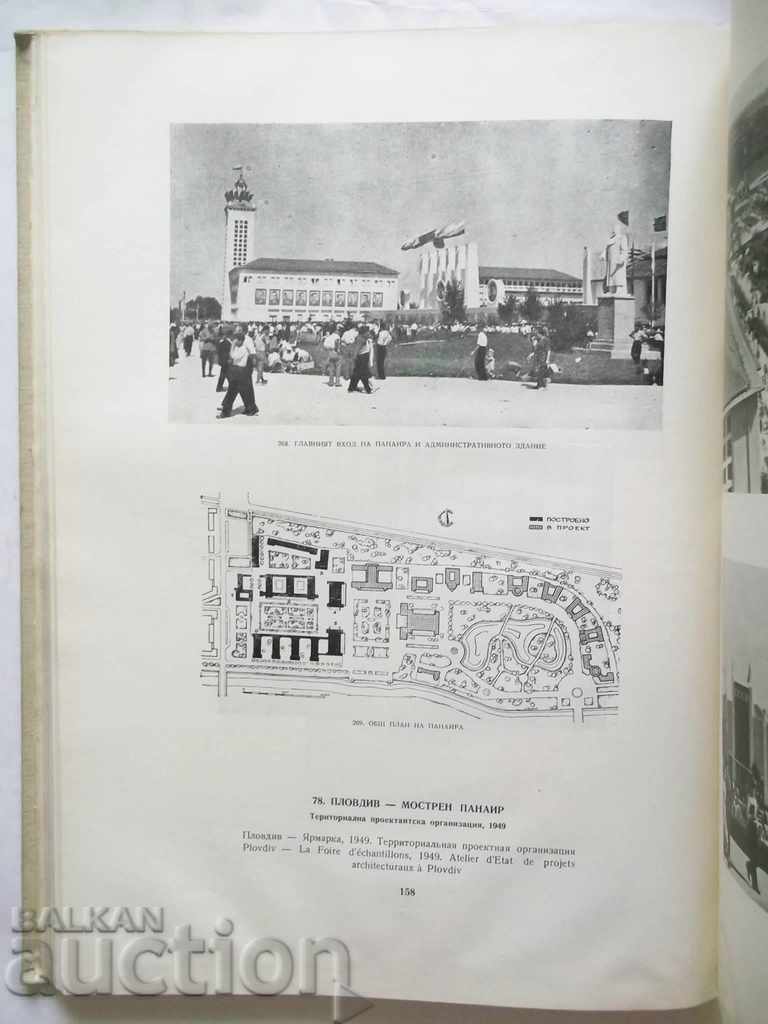 268. ГЛАВНИЯТ ВХОД НА ПАНАИРА И АДМИНИСТРАТИВНОТО ЗДАНИЕ
ПОСТРОЕНО
В ПРОЕКТ
269. ОБЩ ПЛАН НА ПАНАИРА
78. ПЛОВДИВ — МОСТРЕН ПАНАИР
Териториална проектантска организация, 1949
Пловдив — Ярмарка, 1949. Территориальная проектная организация
Plovdiv — La Foire d'échantillons, 1949. Atelier d'Etat de projets
architecturaux à Plovdiv
158
BALKAN
auction